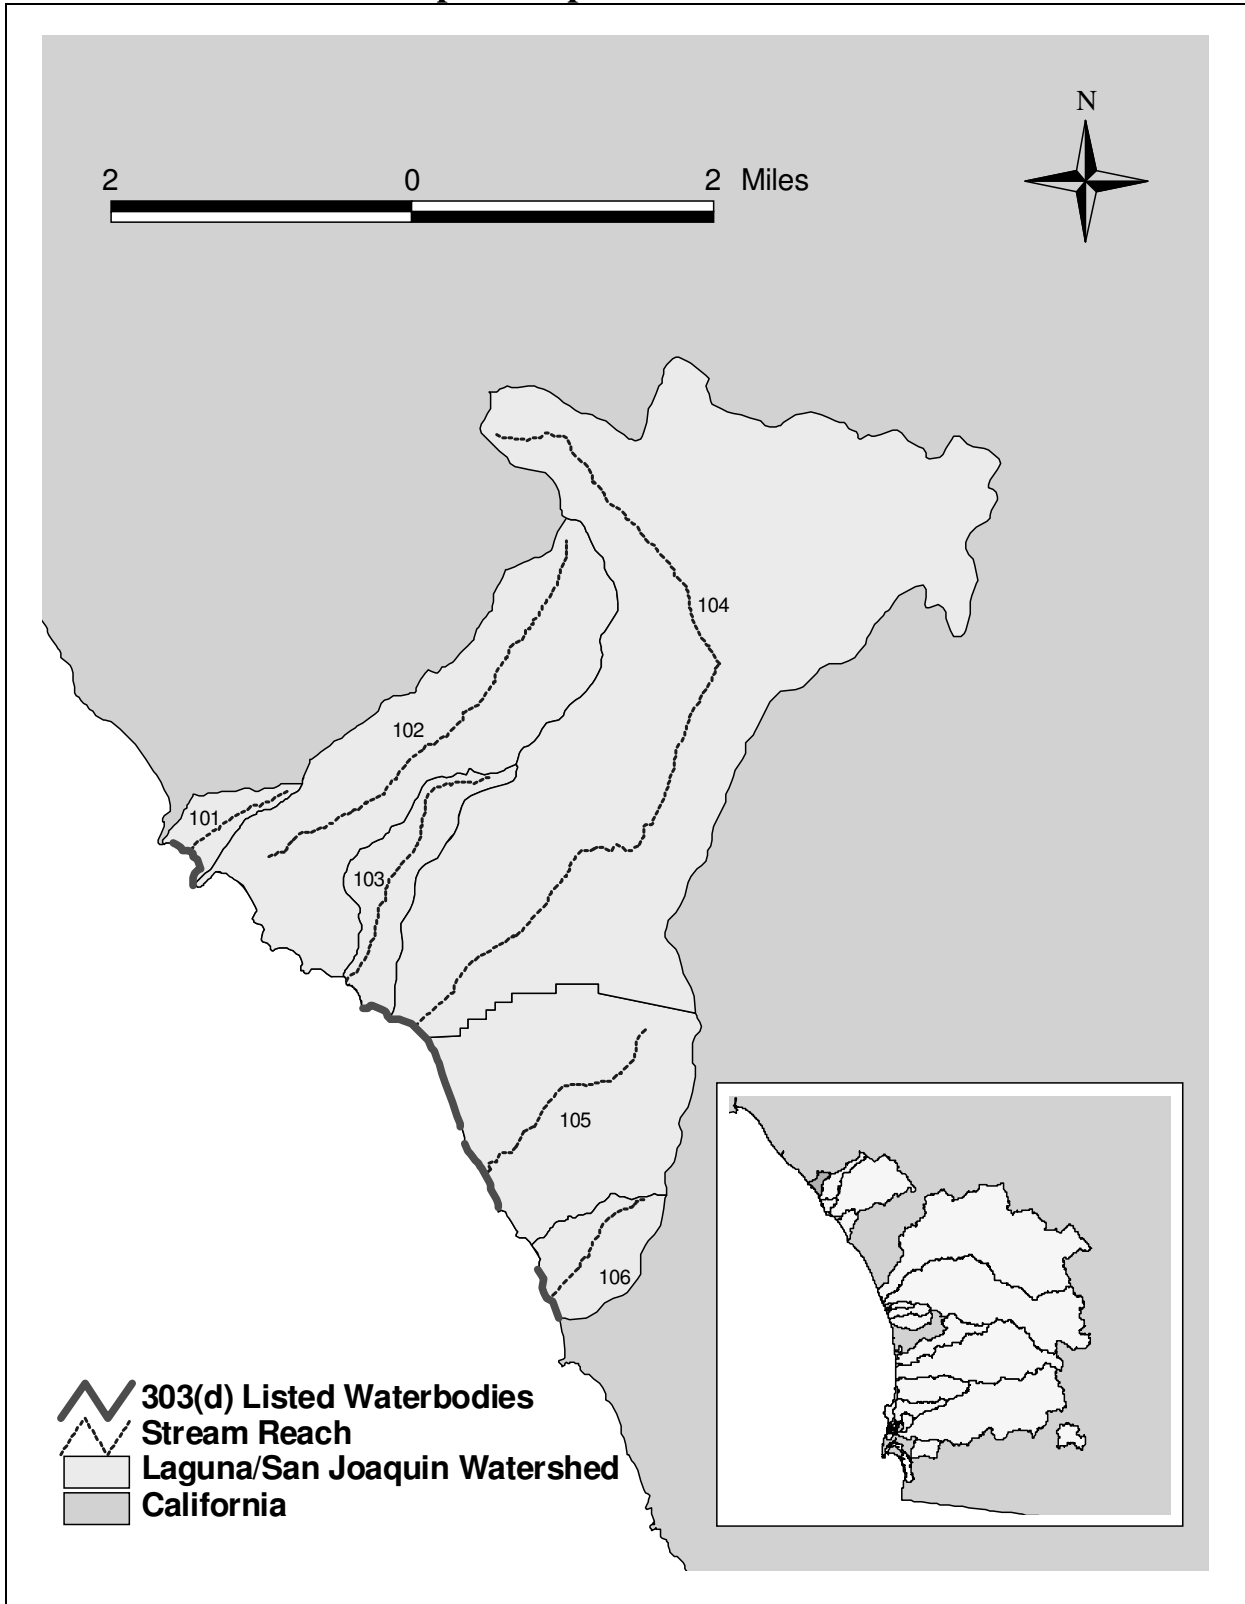 N
2 0 2 Miles
104
102
101
103
105
106
303(d) Listed Waterbodies
Stream Reach
Laguna/San Joaquin Watershed
California